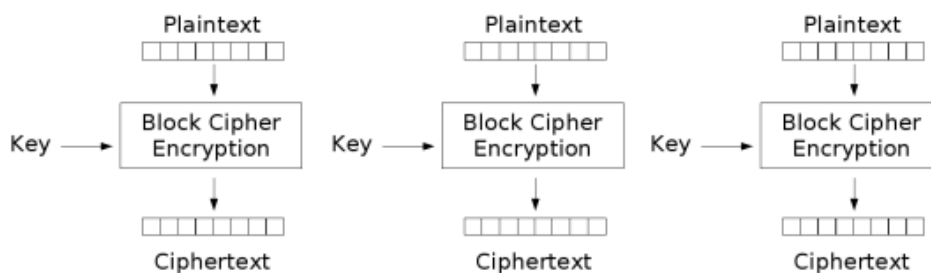 Plaintext Plaintext Plaintext
Key Block Cipher Encryption Key Block Cipher Encryption Key Block Cipher Encryption
Ciphertext Ciphertext Ciphertext